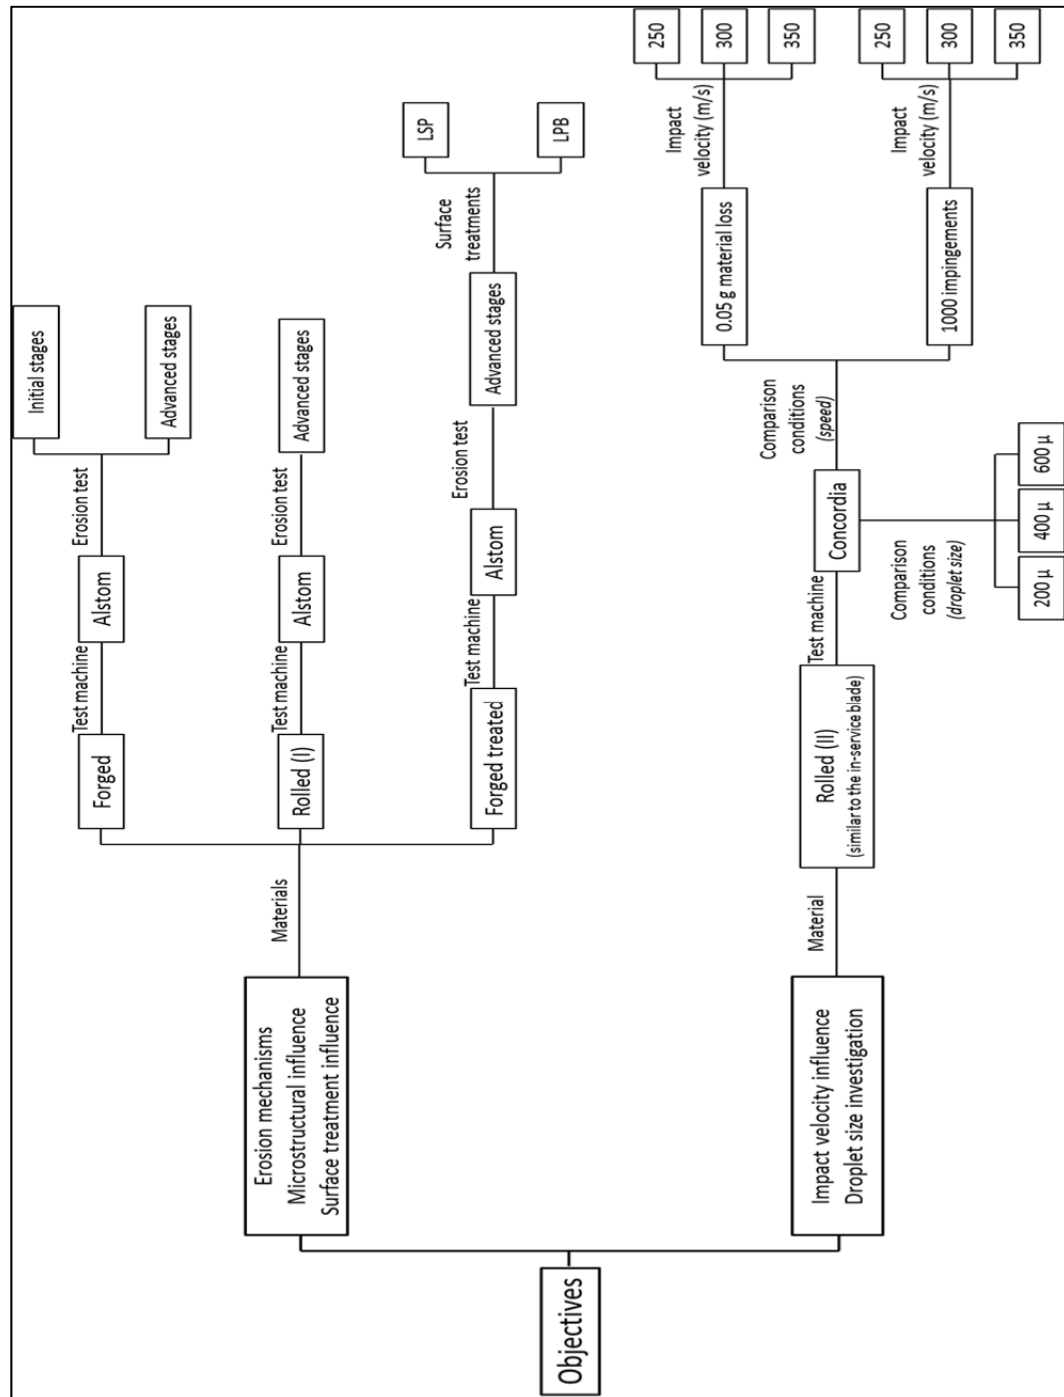 Objectives
Erosion mechanisms
Microstructural influence
Surface treatment influence
Materials
Forged
Test machine
Alstom
Erosion test
Initial stages
Advanced stages
Rolled (I)
Test machine
Alstom
Erosion test
Advanced stages
Forged treated
Test machine
Alstom
Erosion test
Advanced stages
Surface
treatments
LSP
LPB
Impact velocity influence
Droplet size investigation
Material
Rolled (II)
(similar to the in-service blade)
Test machine
Concordia
Comparison
conditions
(speed)
0.05 g material loss
Impact
velocity (m/s)
250
300
350
1000 impingements
Impact
velocity (m/s)
250
300
350
Comparison
conditions
(droplet size)
200 µ
400 µ
600 µ